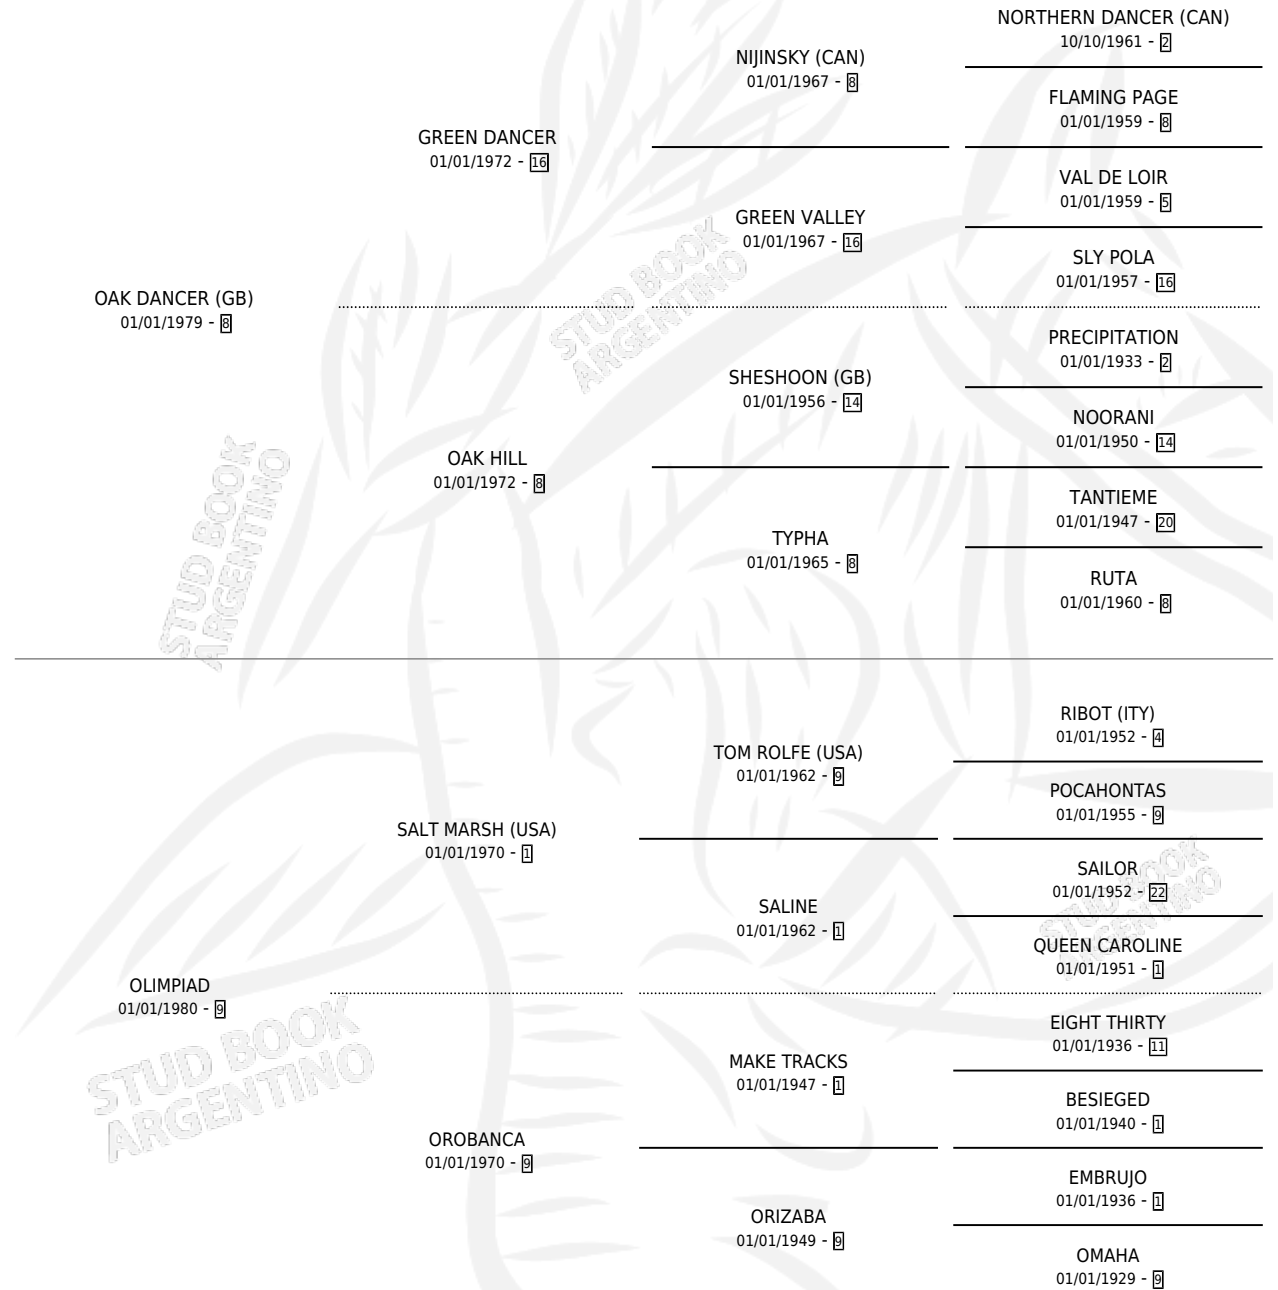 NORTHERN DANCER (CAN)
10/10/1961 - 2
NIJINSKY (CAN)
01/01/1967 - 8
FLAMING PAGE
01/01/1959 - 8
GREEN DANCER
01/01/1972 - 16
VAL DE LOIR
01/01/1959 - 5
GREEN VALLEY
01/01/1967 - 16
SLY POLA
01/01/1957 - 16
OAK DANCER (GB)
01/01/1979 - 8
PRECIPITATION
01/01/1933 - 2
SHESHOON (GB)
01/01/1956 - 14
NOORANI
01/01/1950 - 14
OAK HILL
01/01/1972 - 8
TANTIEME
01/01/1947 - 20
TYPHA
01/01/1965 - 8
RUTA
01/01/1960 - 8
STUD BOOK
ARGENTINO
STUD BOOK
ARGENTINO
RIBOT (ITY)
01/01/1952 - 4
TOM ROLFE (USA)
01/01/1962 - 9
POCAHONTAS
01/01/1955 - 9
SALT MARSH (USA)
01/01/1970 - 1
SAILOR
01/01/1952 - 22
SALINE
01/01/1962 - 1
QUEEN CAROLINE
01/01/1951 - 1
OLIMPIAD
01/01/1980 - 9
EIGHT THIRTY
01/01/1936 - 11
MAKE TRACKS
01/01/1947 - 1
BESIEGED
01/01/1940 - 1
OROBANCA
01/01/1970 - 9
EMBRUJO
01/01/1936 - 1
ORIZABA
01/01/1949 - 9
OMAHA
01/01/1929 - 9
STUD BOOK
ARGENTINO
STUD BOOK
ARGENTINO